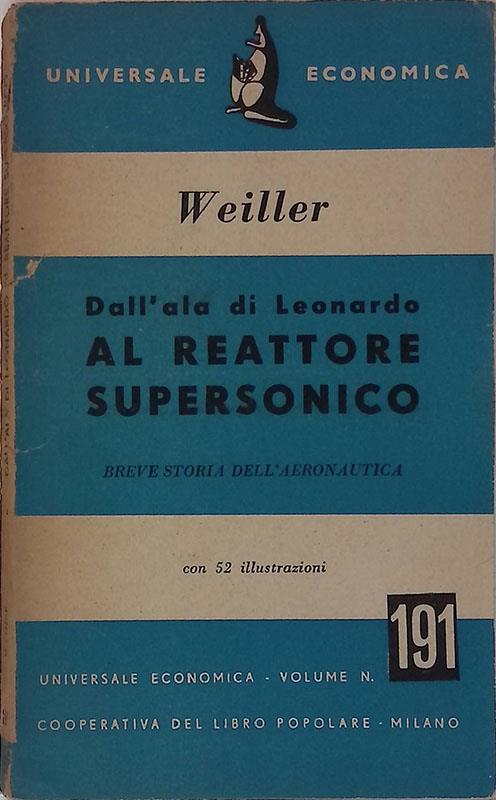 UNIVERSALE ECONOMICA
Weiller
Dall'ala di Leonardo
AL REATTORE
SUPERSONICO
BREVE STORIA DELL'AERONAUTICA
con 52 illustrazioni
191
UNIVERSALE ECONOMICA - VOLUME N.
COOPERATIVA DEL LIBRO POPOLARE - MILANO